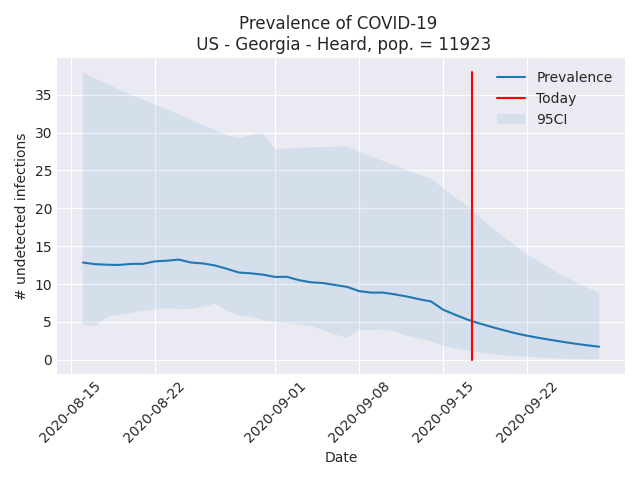 Prevalence of COVID-19
US - Georgia - Heard, pop. = 11923
Prevalence
Today
95CI
# undetected infections
35
30
25
20
15
10
5
0
2020-08-15
2020-08-22
2020-09-01
2020-09-08
2020-09-15
2020-09-22
Date